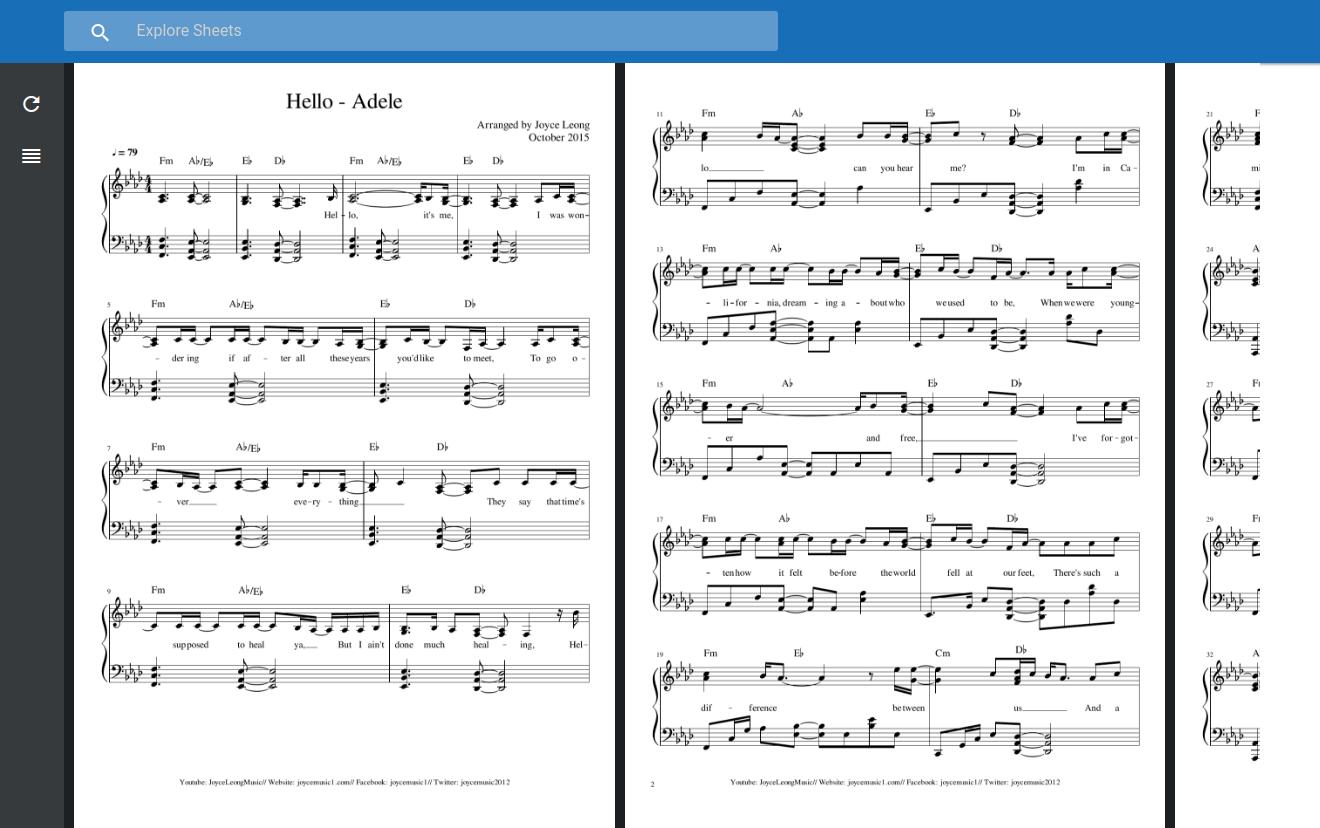 Explore Sheets
Hello - Adele
Arranged by Joyce Leong
October 2015
♩ = 79
Fm A♭/E♭ E♭ D♭ Fm A♭/E♭ E♭ D♭
Hel - lo, it's me, I was won-
5
Fm A♭/E♭ E♭ D♭
- der ing if af - ter all these years you'd like to meet, To go o -
7
Fm A♭/E♭ E♭ D♭
- ver____ eve-ry - thing____ They say that time's
9
Fm A♭/E♭ E♭ D♭
supposed to heal ya,____ But I ain't done much heal - ing, Hel-
Youtube: JoyceLeongMusic// Website: joycemusic1.com// Facebook: joycemusic1// Twitter: joycemusic2012
11
Fm A♭ E♭ D♭
lo____ can you hear me? I'm in Ca -
13
Fm A♭ E♭ D♭
- li-for - nia, dream - ing a - bout who we used to be, When we were young-
15
Fm A♭ E♭ D♭
- er and free,____ I've for-got-
17
Fm A♭ E♭ D♭
- ten how it felt be-fore the world fell at our feet, There's such a
19
Fm E♭ Cm D♭
dif - ference between us____ And a
2
Youtube: JoyceLeongMusic// Website: joycemusic1.com// Facebook: joycemusic1// Twitter: joycemusic2012
21
24
27
29
32